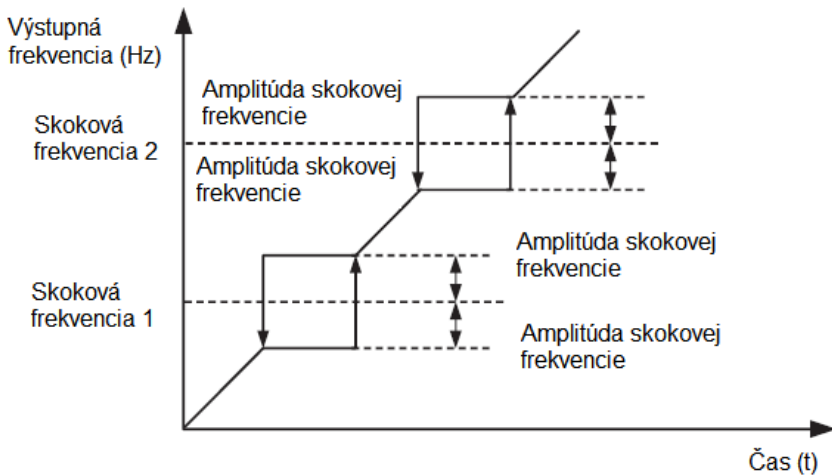 Výstupná
frekvencia (Hz)
Amplitúda skokovej
frekvencie
Skoková
frekvencia 2
Amplitúda skokovej
frekvencie
Amplitúda skokovej
frekvencie
Skoková
frekvencia 1
Amplitúda skokovej
frekvencie
Čas (t)